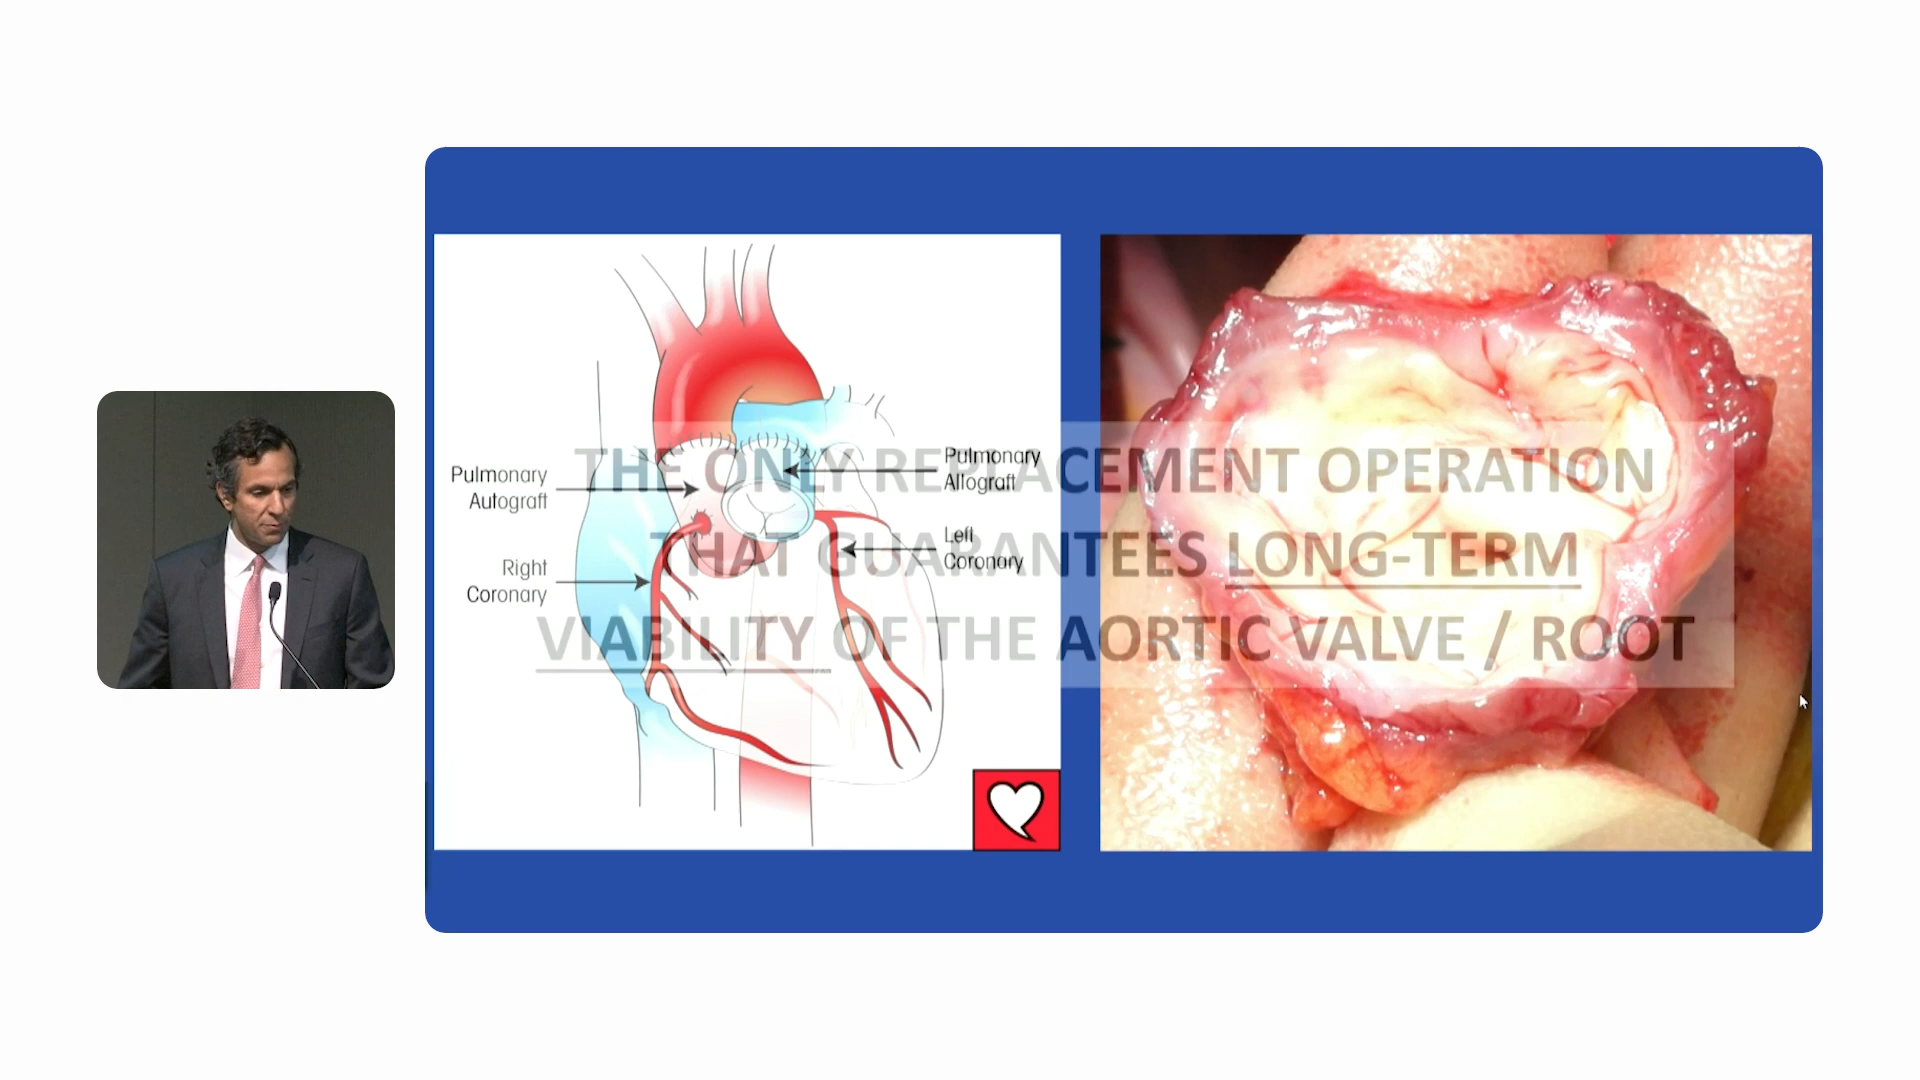 THE ONLY REPLACEMENT OPERATION
THAT GUARANTEES LONG-TERM
VIABILITY OF THE AORTIC VALVE / ROOT
Pulmonary
Autograft
Right
Coronary
Pulmonary
Allograft
Left
Coronary